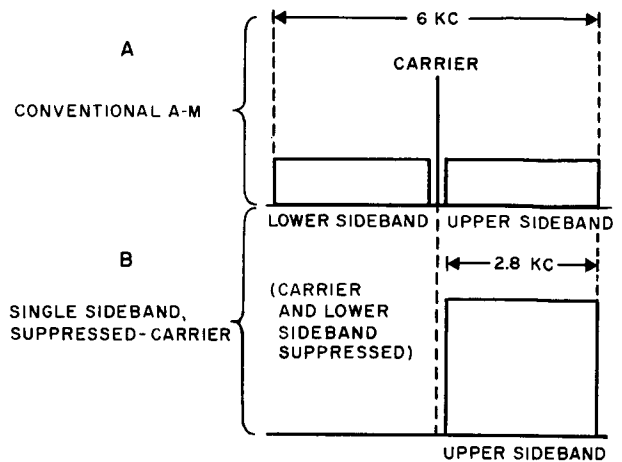 6 KC
A
CARRIER
CONVENTIONAL A-M
LOWER SIDEBAND
UPPER SIDEBAND
B
2.8 KC
SINGLE SIDEBAND,
SUPPRESSED-CARRIER
(CARRIER
AND LOWER
SIDEBAND
SUPPRESSED)
UPPER SIDEBAND